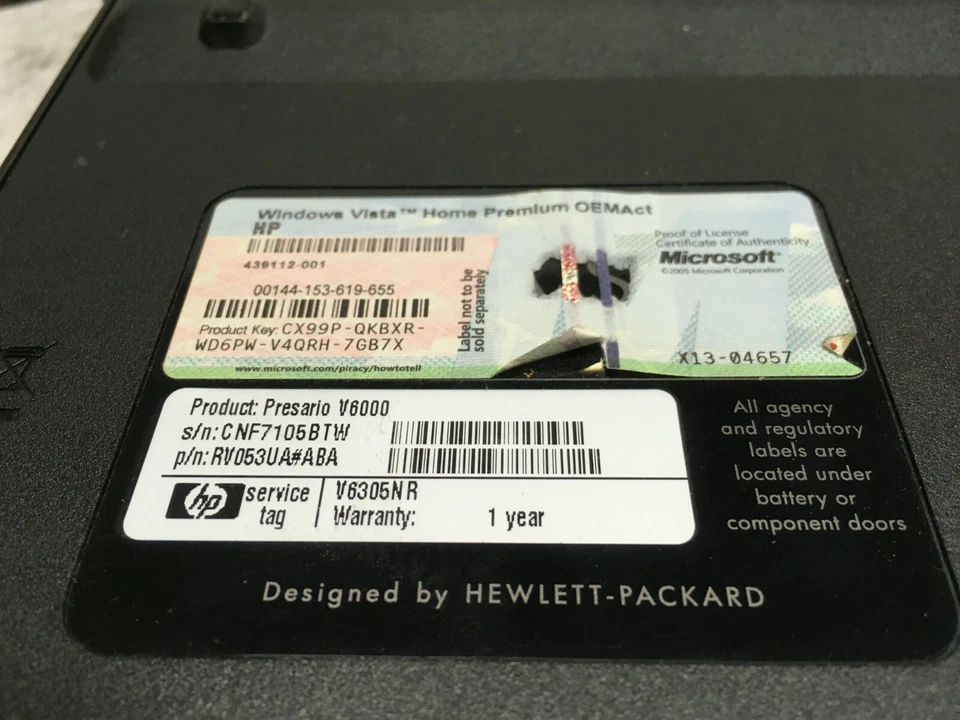 Windows Vista™ Home Premium OEMAct
HP
439112-001
00144-153-619-655
Product Key: CX99P-QKBXR-
WD6PW-V4QRH-7GB7X
www.microsoft.com/piracy/howtotell
Label not to be
sold separately
Proof of License
Certificate of Authenticity
Microsoft®
©2005 Microsoft Corporation
X13-04657
Product: Presario V6000
s/n: CNF7105BTW
p/n: RV053UA#ABA
hp service
tag
V6305NR
Warranty: 1 year
All agency
and regulatory
labels are
located under
battery or
component doors
Designed by HEWLETT-PACKARD